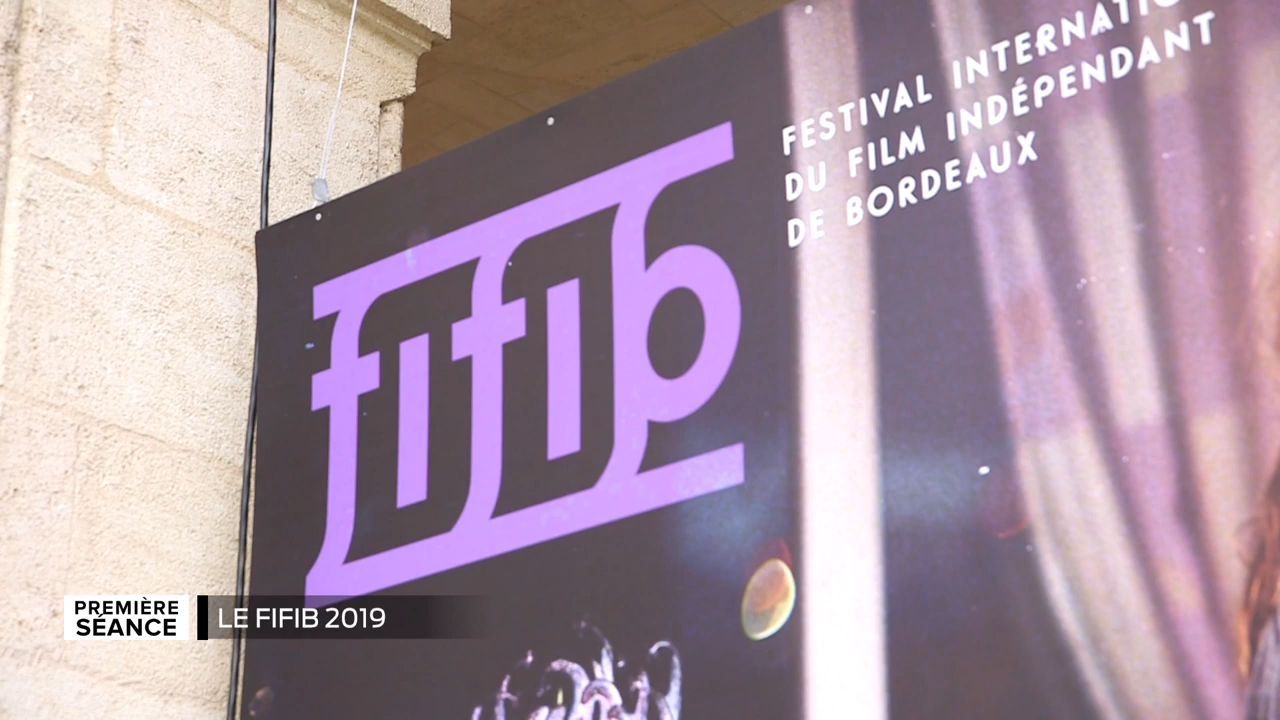 fifib
FESTIVAL INTERNATIO
DU FILM INDÉPENDANT
DE BORDEAUX
PREMIÈRE
SÉANCE
LE FIFIB 2019